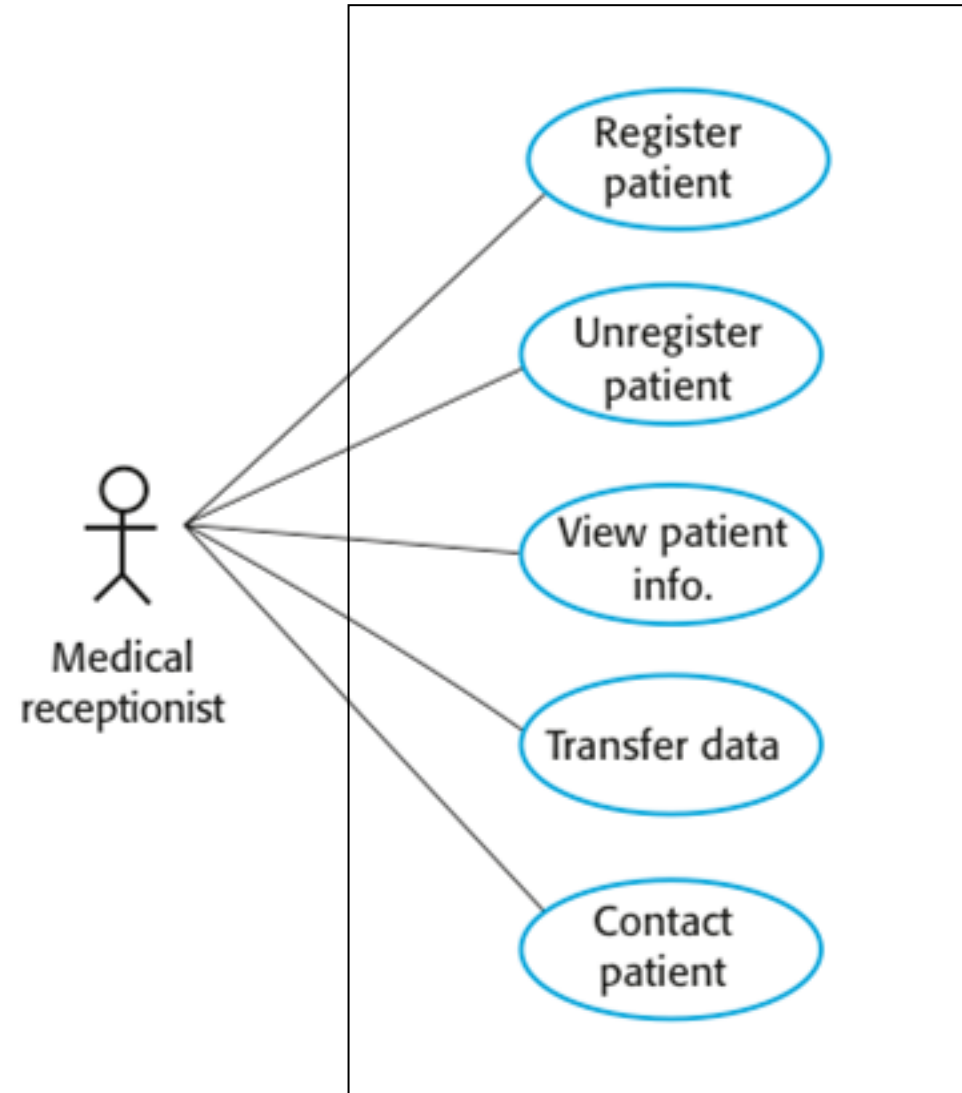 Register
patient
Unregister
patient
View patient
info.
Medical
receptionist
Transfer data
Contact
patient